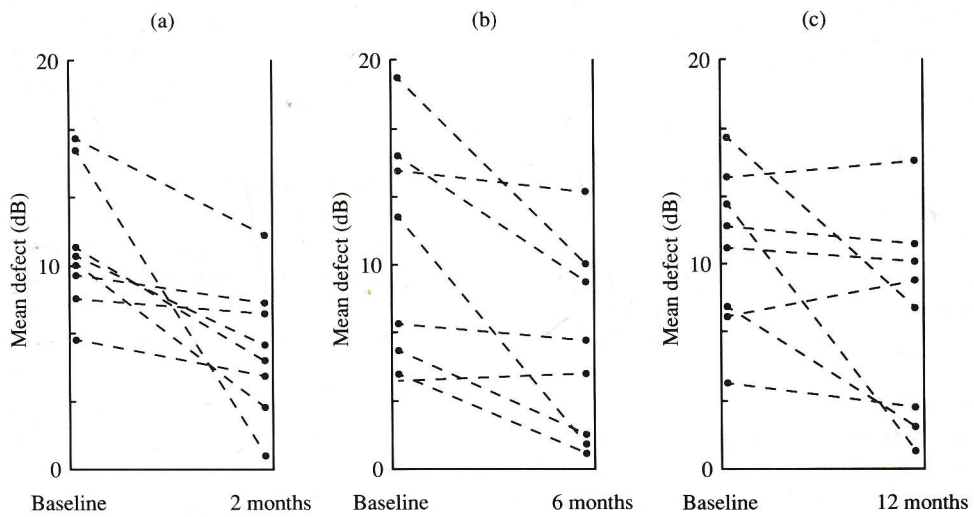 (a)
20
10
0
Mean defect (dB)
Baseline
2 months
(b)
20
10
0
Mean defect (dB)
Baseline
6 months
(c)
20
10
0
Mean defect (dB)
Baseline
12 months